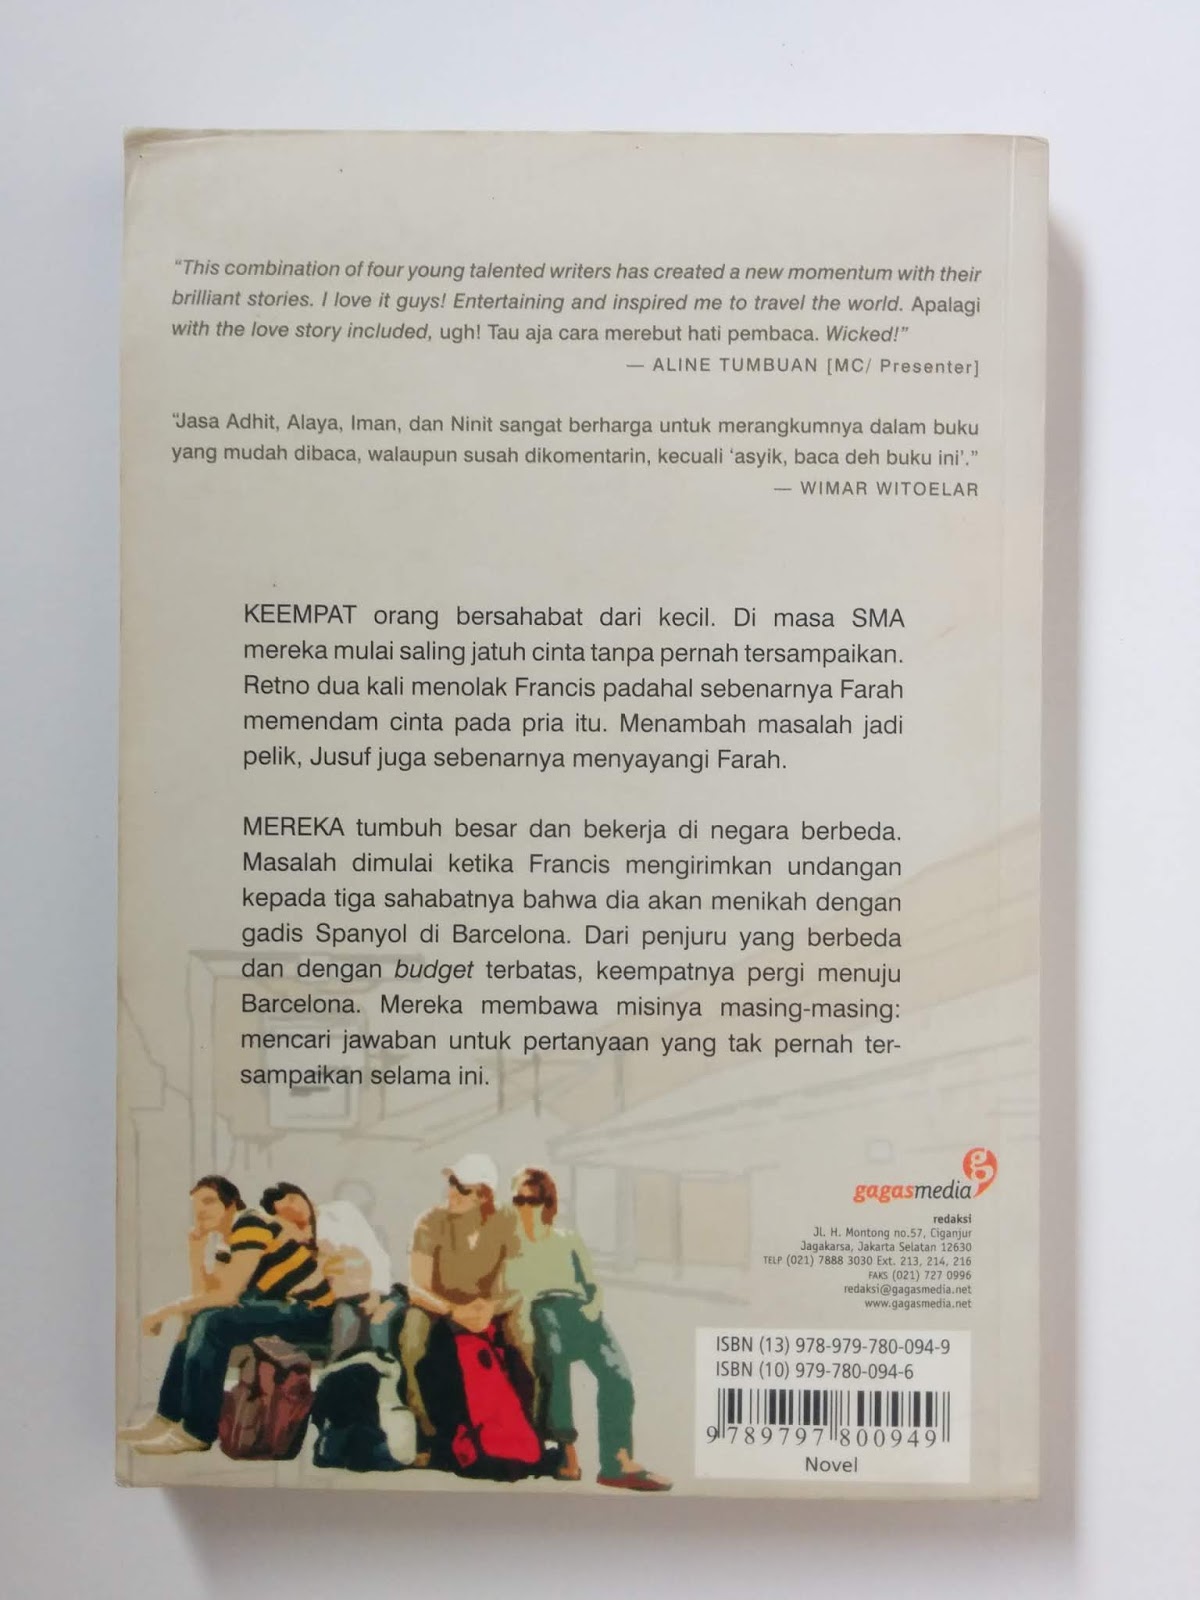 “This combination of four young talented writers has created a new momentum with their
brilliant stories. I love it guys! Entertaining and inspired me to travel the world. Apalagi
with the love story included, ugh! Tau aja cara merebut hati pembaca. Wicked!”
— ALINE TUMBUAN [MC/ Presenter]
“Jasa Adhit, Alaya, Iman, dan Ninit sangat berharga untuk merangkumnya dalam buku
yang mudah dibaca, walaupun susah dikomentarin, kecuali ‘asyik, baca deh buku ini’.”
— WIMAR WITOELAR
KEEMPAT orang bersahabat dari kecil. Di masa SMA
mereka mulai saling jatuh cinta tanpa pernah tersampaikan.
Retno dua kali menolak Francis padahal sebenarnya Farah
memendam cinta pada pria itu. Menambah masalah jadi
pelik, Jusuf juga sebenarnya menyayangi Farah.
MEREKA tumbuh besar dan bekerja di negara berbeda.
Masalah dimulai ketika Francis mengirimkan undangan
kepada tiga sahabatnya bahwa dia akan menikah dengan
gadis Spanyol di Barcelona. Dari penjuru yang berbeda
dan dengan budget terbatas, keempatnya pergi menuju
Barcelona. Mereka membawa misinya masing-masing:
mencari jawaban untuk pertanyaan yang tak pernah ter-
sampaikan selama ini.
g
gagasmedia
redaksi
Jl. H. Montong no.57, Ciganjur
Jagakarsa, Jakarta Selatan 12630
TELP (021) 7888 3030 Ext. 213, 214, 216
FAKS (021) 727 0996
redaksi@gagasmedia.net
www.gagasmedia.net
ISBN (13) 978-979-780-094-9
ISBN (10) 979-780-094-6
9 789797 800949
Novel